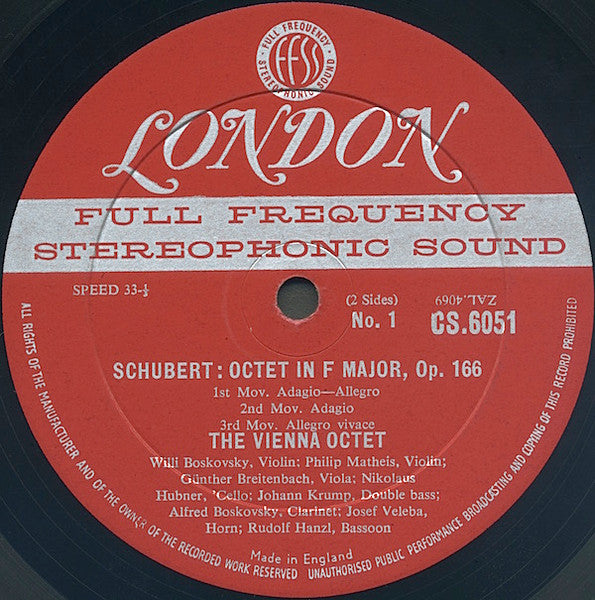 FULL FREQUENCY
FFSS
STEREOPHONIC SOUND
LONDON
FULL FREQUENCY
STEREOPHONIC SOUND
SPEED 33-⅓
(2 Sides)
ZAL.4069
No. 1
CS.6051
SCHUBERT: OCTET IN F MAJOR, Op. 166
1st Mov. Adagio—Allegro
2nd Mov. Adagio
3rd Mov. Allegro vivace
THE VIENNA OCTET
Willi Boskovsky, Violin; Philip Matheis, Violin;
Günther Breitenbach, Viola; Nikolaus
Hubner, 'Cello; Johann Krump, Double bass;
Alfred Boskovsky, Clarinet; Josef Veleba,
Horn; Rudolf Hanzl, Bassoon
Made in England
ALL RIGHTS OF THE MANUFACTURER AND OF THE OWNER OF THE RECORDED WORK RESERVED UNAUTHORISED PUBLIC PERFORMANCE BROADCASTING AND COPYING OF THIS RECORD PROHIBITED